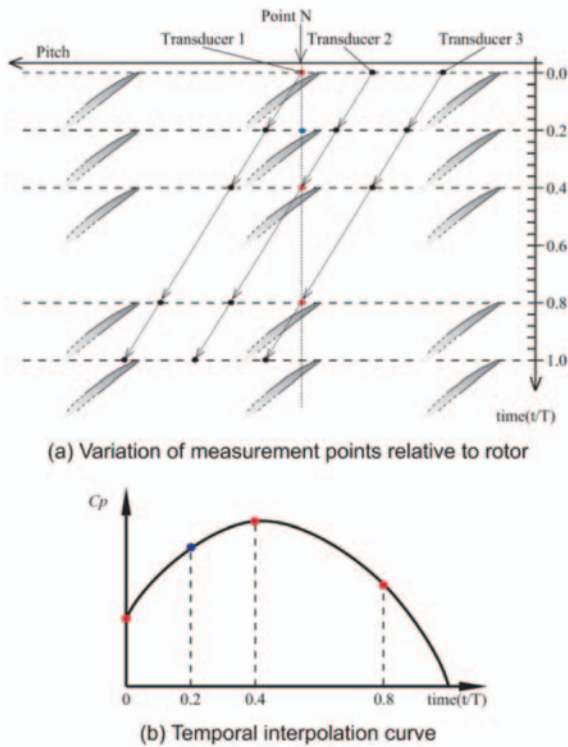 Point N
Pitch
Transducer 1
Transducer 2
Transducer 3
0.0
0.2
0.4
0.6
0.8
1.0
time(t/T)
(a) Variation of measurement points relative to rotor
Cp
0
0.2
0.4
0.8
time(t/T)
(b) Temporal interpolation curve